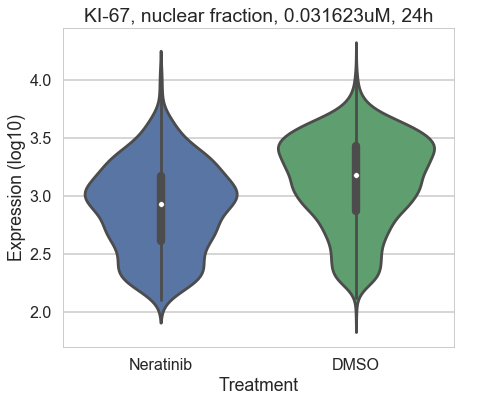 KI-67, nuclear fraction, 0.031623uM, 24h
Expression (log10)
4.0
3.5
3.0
2.5
2.0
Neratinib DMSO
Treatment